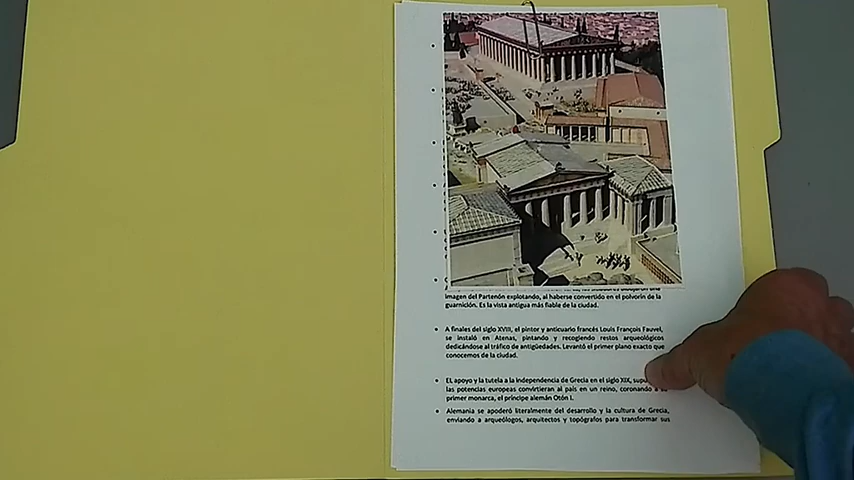 imagen del Partenón explotando, al haberse convertido en el polvorín de la
guarnición. Es la vista antigua más fiable de la ciudad.
A finales del siglo XVIII, el pintor y anticuario francés Louis François Fauvel,
se instaló en Atenas, pintando y recogiendo restos arqueológicos
dedicándose al tráfico de antigüedades. Levantó el primer plano exacto que
conocemos de la ciudad.
EL apoyo y la tutela a la independencia de Grecia en el siglo XIX,
las potencias europeas convirtieran al país en un reino, coronando a
primer monarca, el príncipe alemán Otón I.
Alemania se apoderó literalmente del desarrollo y la cultura de Grecia,
enviando a arqueólogos, arquitectos y topógrafos para transformar sus